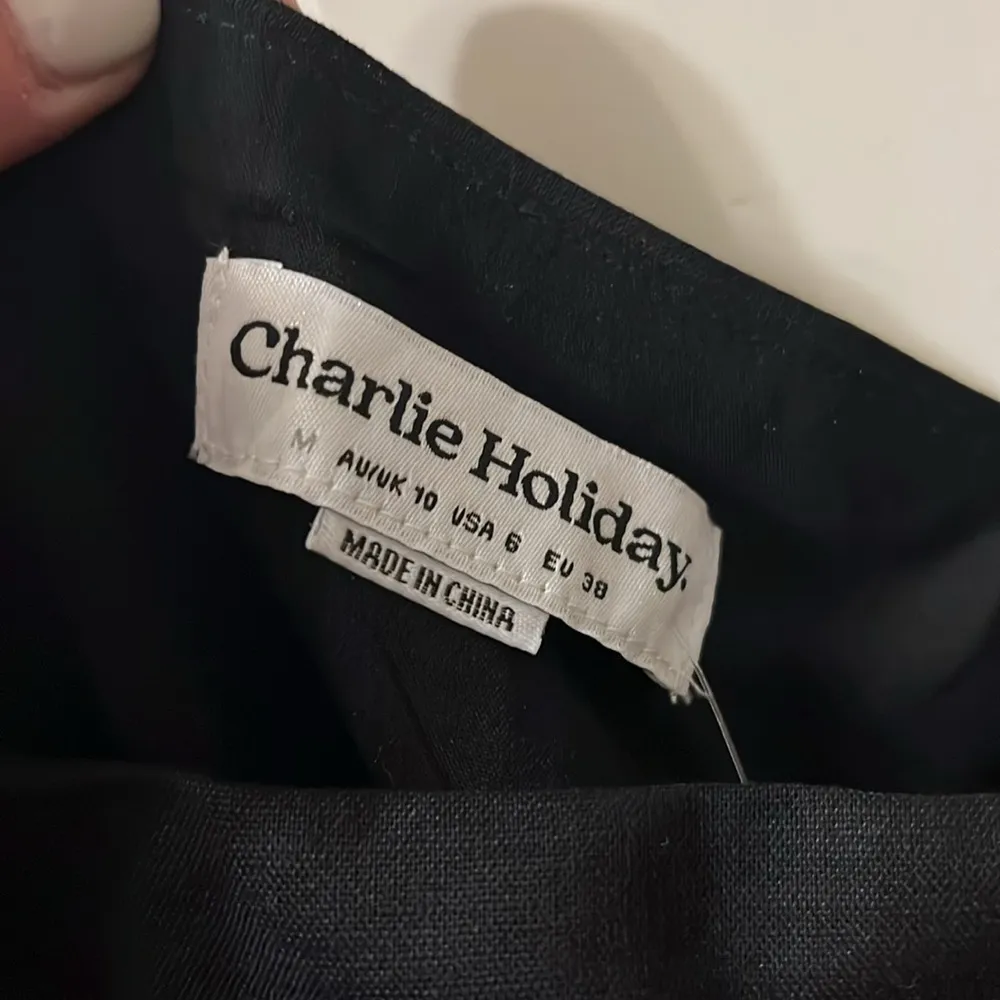 Charlie Holiday.
M AU/UK 10 USA 6 EU 38
MADE IN CHINA